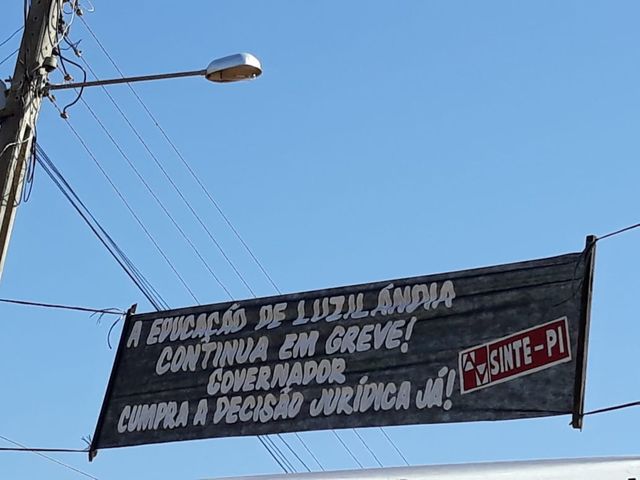 A EDUCAÇÃO DE LUZILÂNDIA
CONTINUA EM GREVE!
GOVERNADOR
CUMPRA A DECISÃO JURÍDICA JÁ!
SINTE-PI